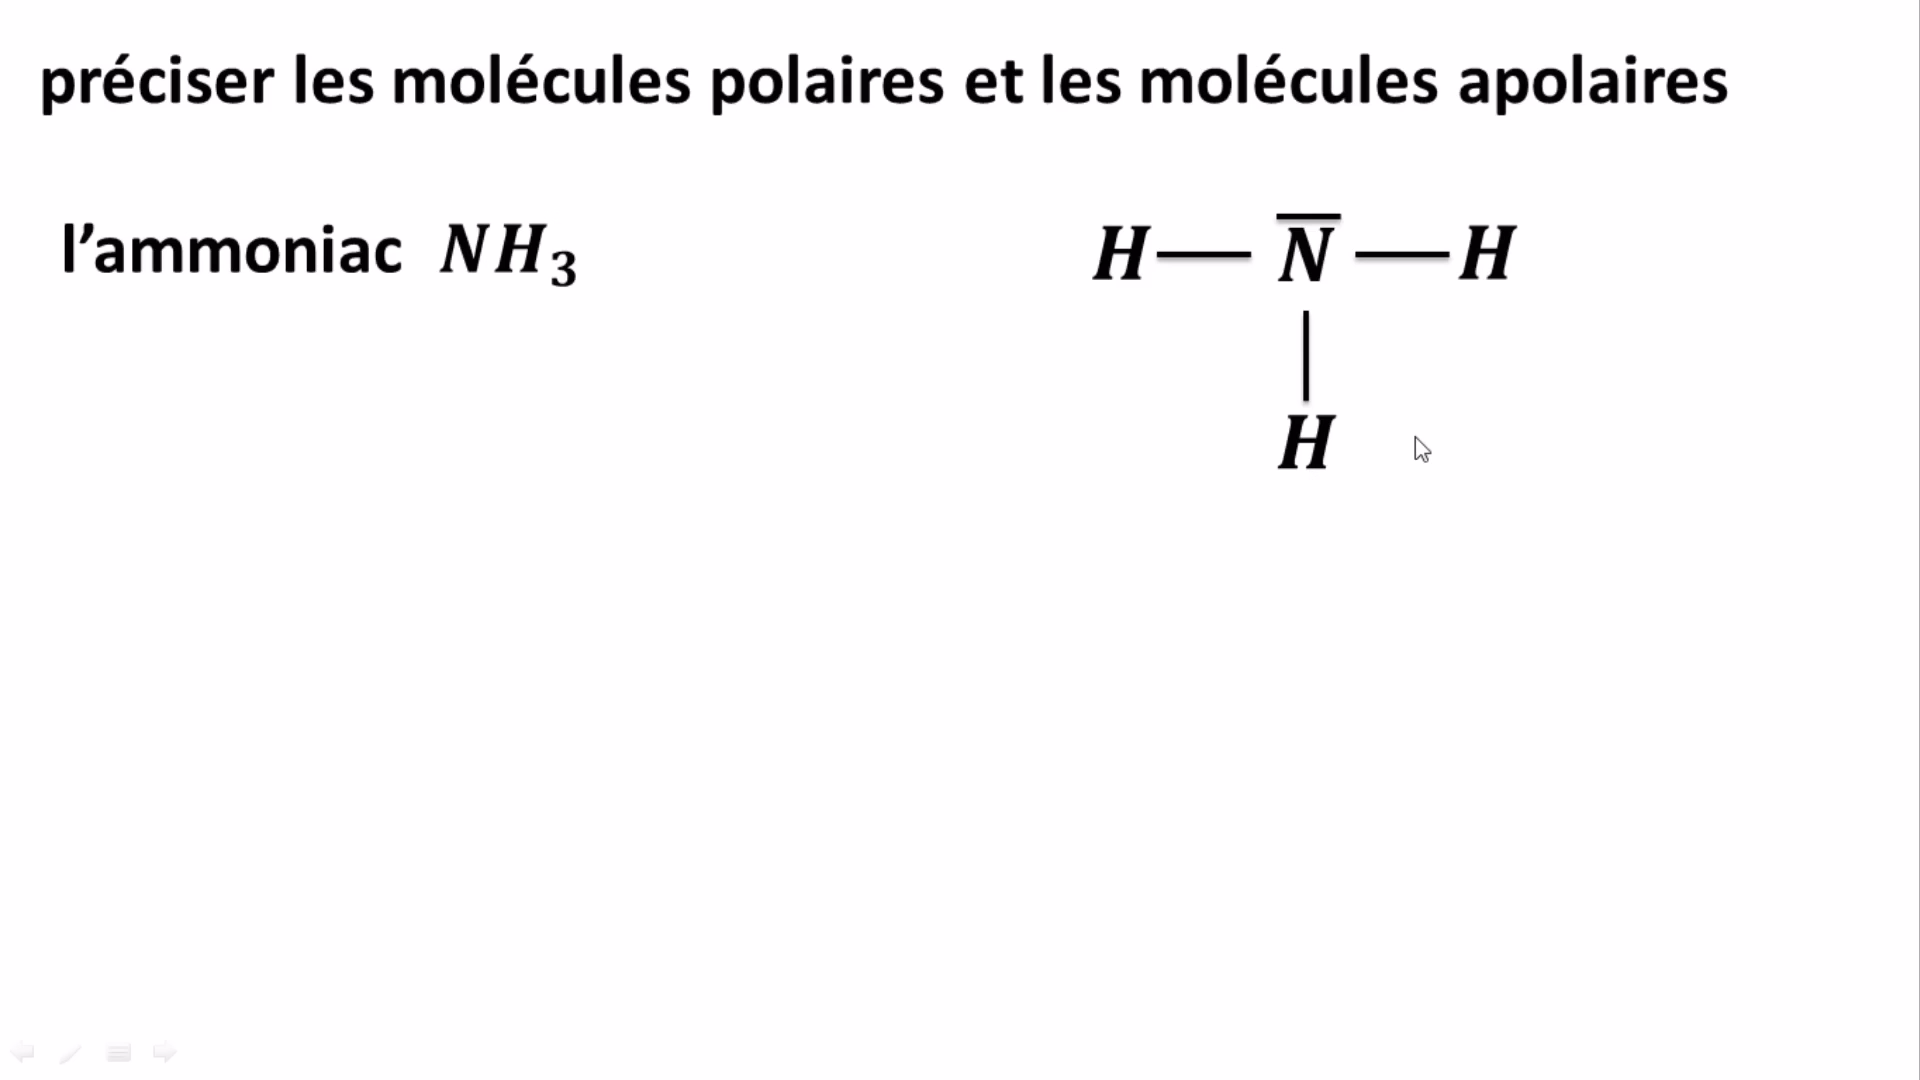 préciser les molécules polaires et les molécules apolaires
l’ammoniac NH₃
H — N — H
H